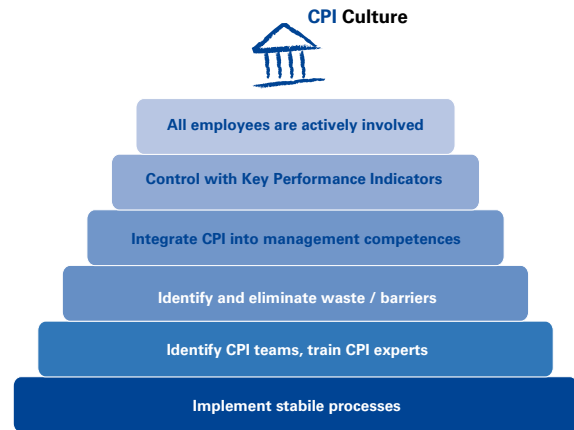 CPI Culture
All employees are actively involved
Control with Key Performance Indicators
Integrate CPI into management competences
Identify and eliminate waste / barriers
Identify CPI teams, train CPI experts
Implement stabile processes